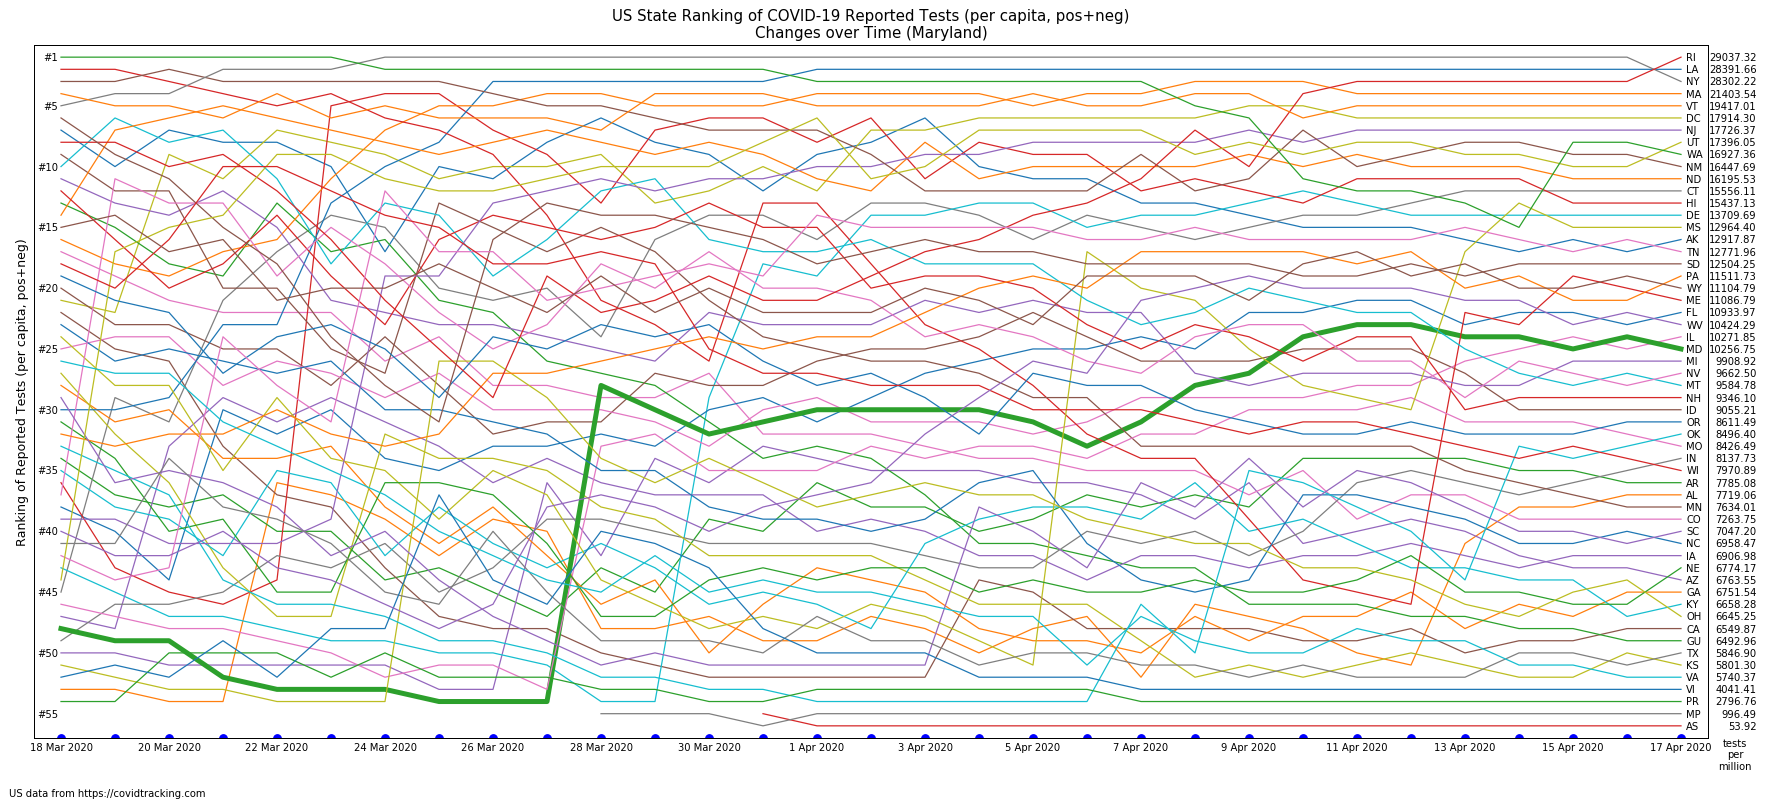 US State Ranking of COVID-19 Reported Tests (per capita, pos+neg)
Changes over Time (Maryland)
Ranking of Reported Tests (per capita, pos+neg)
#1
#5
#10
#15
#20
#25
#30
#35
#40
#45
#50
#55
RI 29037.32
LA 28391.66
NY 28302.22
MA 21403.54
VT 19417.01
DC 17914.30
NJ 17726.37
UT 17396.05
WA 16927.36
NM 16447.69
ND 16195.53
CT 15556.11
HI 15437.13
DE 13709.69
MS 12964.40
AK 12917.87
TN 12771.96
SD 12504.25
PA 11511.73
WY 11104.79
ME 11086.79
FL 10933.97
WV 10424.29
IL 10271.85
MD 10256.75
MI 9908.92
NV 9662.50
MT 9584.78
NH 9346.10
ID 9055.21
OR 8611.49
OK 8496.40
MO 8426.49
IN 8137.73
WI 7970.89
AR 7785.08
AL 7719.06
MN 7634.01
CO 7263.75
SC 7047.20
NC 6958.47
IA 6906.98
NE 6774.17
AZ 6763.55
GA 6751.54
KY 6658.28
OH 6645.25
CA 6549.87
GU 6492.96
TX 5846.90
KS 5801.30
VA 5740.37
VI 4041.41
PR 2796.76
MP 996.49
AS 53.92
18 Mar 2020 20 Mar 2020 22 Mar 2020 24 Mar 2020 26 Mar 2020 28 Mar 2020 30 Mar 2020 1 Apr 2020 3 Apr 2020 5 Apr 2020 7 Apr 2020 9 Apr 2020 11 Apr 2020 13 Apr 2020 15 Apr 2020 17 Apr 2020
tests
per
million
US data from https://covidtracking.com